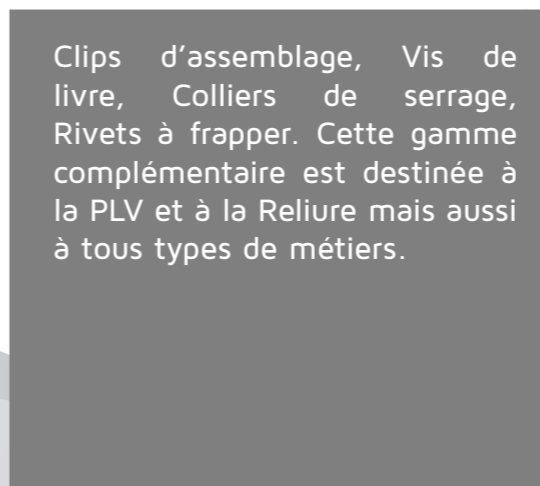 Clips d’assemblage, Vis de
livre, Colliers de serrage,
Rivets à frapper. Cette gamme
complémentaire est destinée à
la PLV et à la Reliure mais aussi
à tous types de métiers.